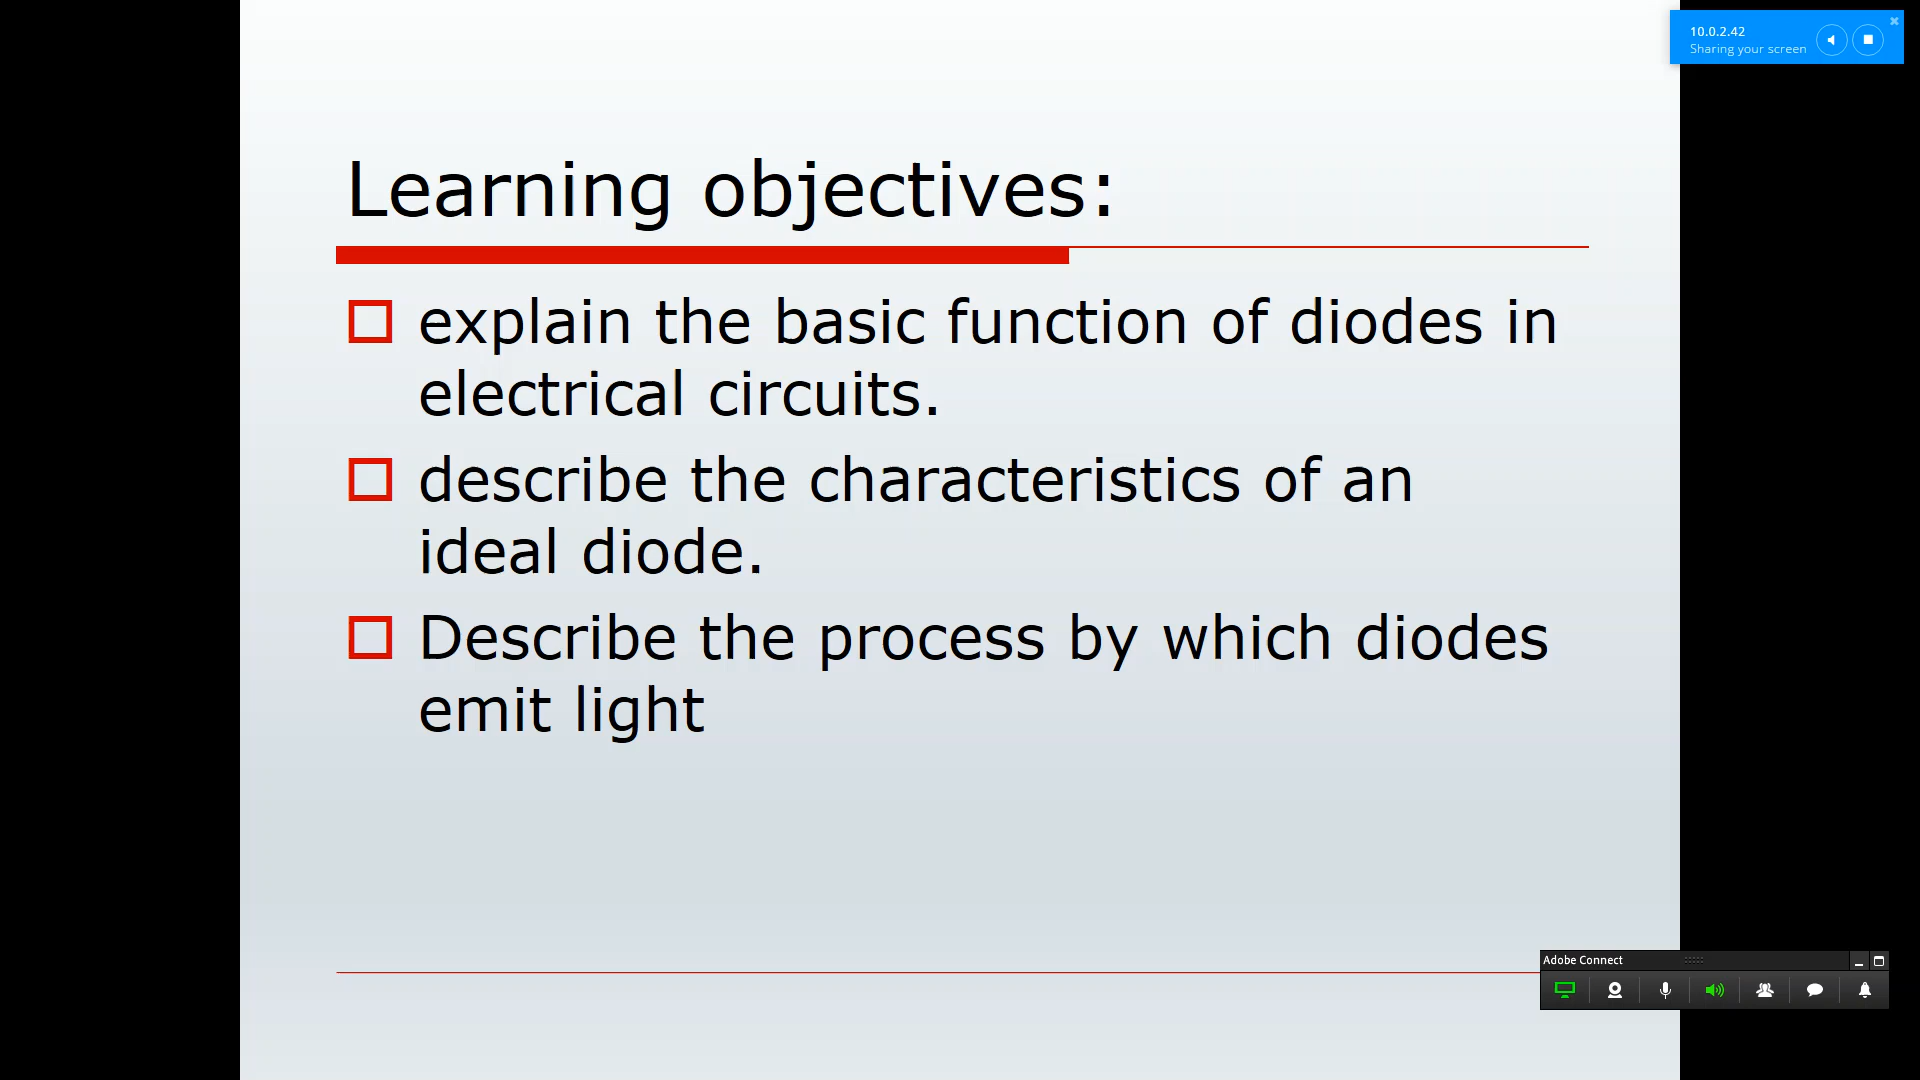 10.0.2.42
Sharing your screen
Learning objectives:
explain the basic function of diodes in
electrical circuits.
describe the characteristics of an
ideal diode.
Describe the process by which diodes
emit light
Adobe Connect